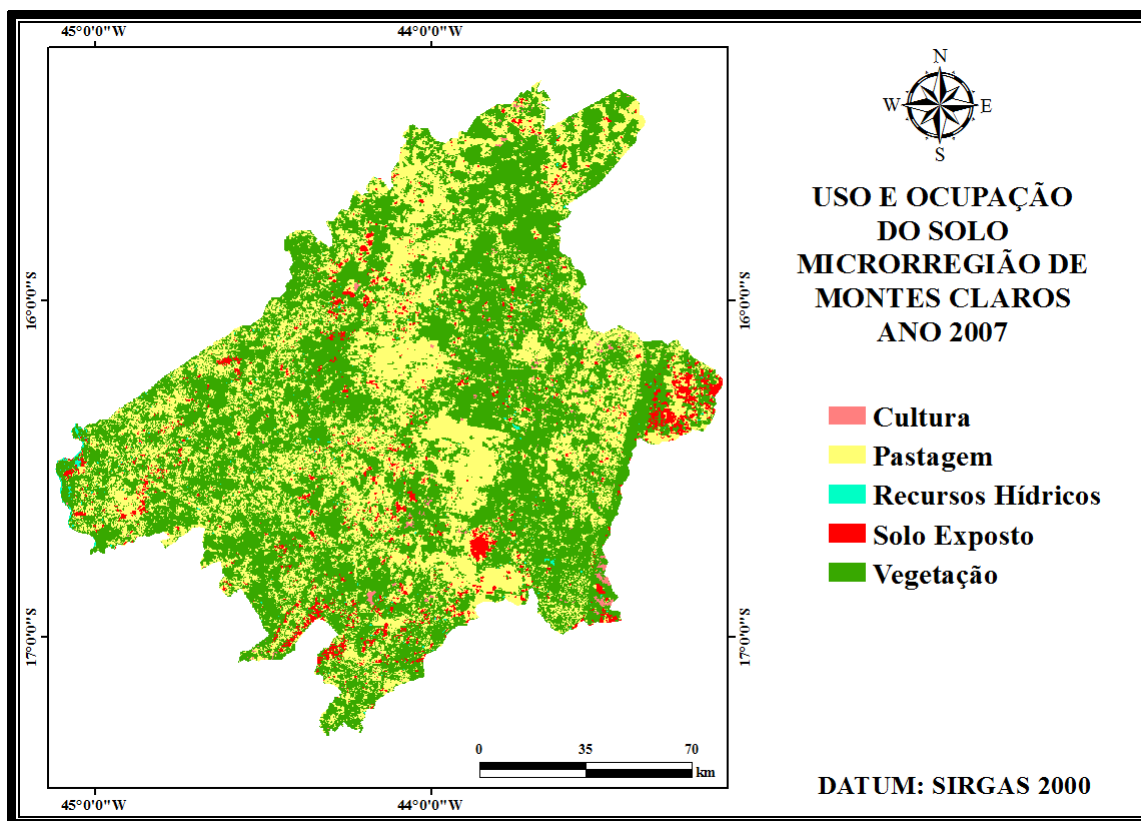 45°0'0"W 44°0'0"W
N
W E
S
USO E OCUPAÇÃO
DO SOLO
MICRORREGIÃO DE
MONTES CLAROS
ANO 2007
16°0'0"S 16°0'0"S
Cultura
Pastagem
Recursos Hídricos
Solo Exposto
Vegetação
17°0'0"S 17°0'0"S
0 35 70
km
DATUM: SIRGAS 2000
45°0'0"W 44°0'0"W